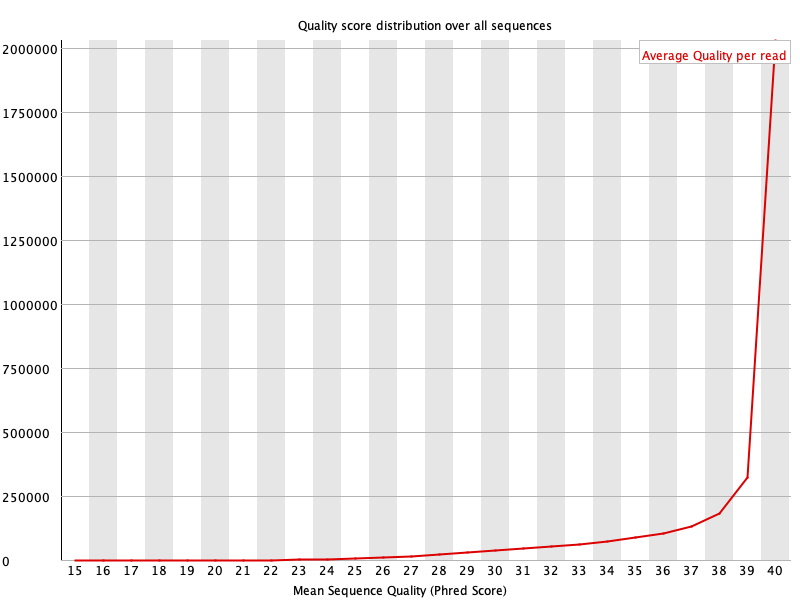 Quality score distribution over all sequences
Average Quality per read
2000000
1750000
1500000
1250000
1000000
750000
500000
250000
0
15 16 17 18 19 20 21 22 23 24 25 26 27 28 29 30 31 32 33 34 35 36 37 38 39 40
Mean Sequence Quality (Phred Score)